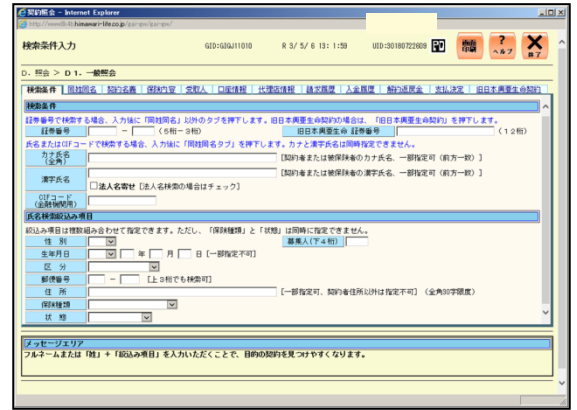 契約照会 - Internet Explorer
検索条件入力 GID:GIQJ11010 R 3/ 5/ 6 13: 1:59 UID:30180722609 PD 画面印刷 ? ヘルプ X 終了
D. 照会 > D 1. 一般照会
検索条件 | 同姓同名 | 契約名義 | 保険内容 | 受取人 | 口座情報 | 代理店情報 | 請求履歴 | 入金履歴 | 解約返戻金 | 支払決定 | 旧日本興亜生命契約
検索条件
証券番号で検索する場合、入力後に「同姓同名」以外のタブを押下します。旧日本興亜生命契約の場合は、「旧日本興亜生命契約」を押下します。
証券番号 － （6桁－3桁） 旧日本興亜生命 証券番号 （12桁）
氏名またはCIFコードで検索する場合、入力後に「同姓同名タブ」を押下します。カナと漢字氏名は同時指定できません。
カナ氏名（全角） [契約者または被保険者のカナ氏名、一部指定可（前方一致）]
漢字氏名 [契約者または被保険者の漢字氏名、一部指定可（前方一致）]
法人名寄せ [法人名検索の場合はチェック]
CIFコード（金融機関用）
氏名検索絞込み項目
絞込み項目は複数組み合わせて指定できます。ただし、「保険種類」と「状態」は同時に指定できません。
性 別 募集人(下4桁)
生年月日 年 月 日 [一部指定不可]
区 分
郵便番号 － [上3桁でも検索可]
住 所 [一部指定可、契約者住所以外は指定不可] （全角30字限度）
保険種類
状 態
メッセージエリア
フルネームまたは「姓」＋「絞込み項目」を入力いただくことで、目的の契約を見つけやすくなります。